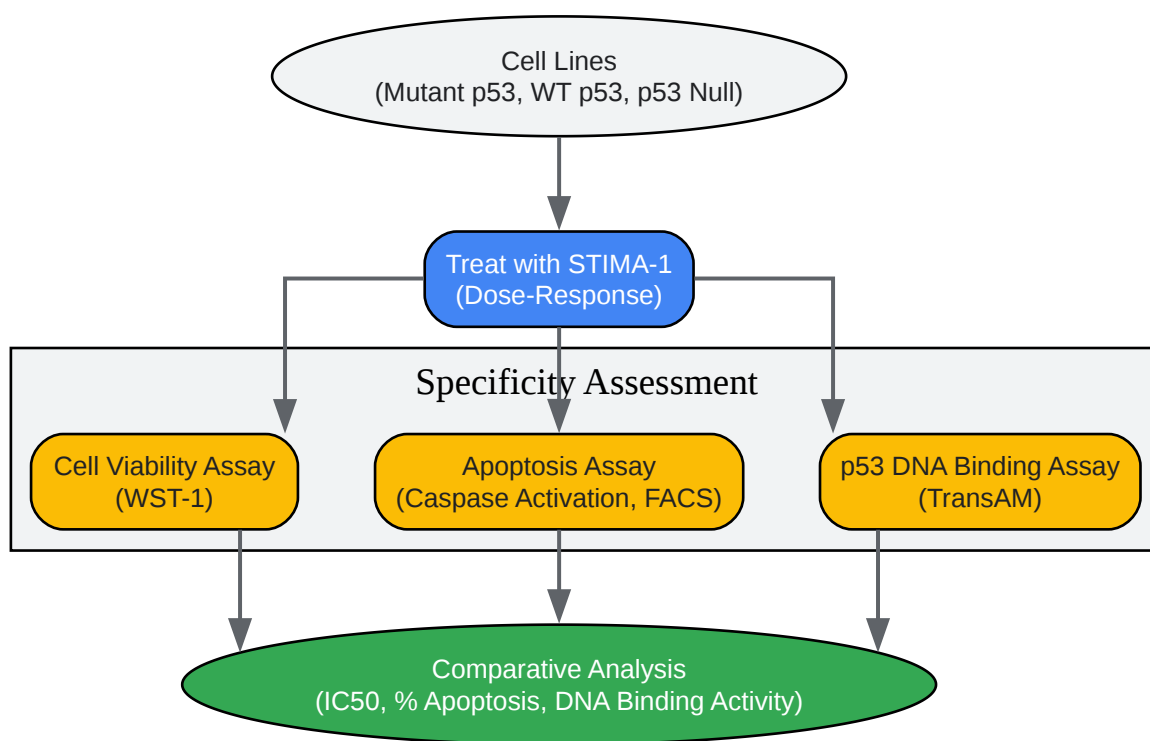 Cell Lines
(Mutant p53, WT p53, p53 Null)
Treat with STIMA-1
(Dose-Response)
Specificity Assessment
Cell Viability Assay
(WST-1)
Apoptosis Assay
(Caspase Activation, FACS)
p53 DNA Binding Assay
(TransAM)
Comparative Analysis
(IC50, % Apoptosis, DNA Binding Activity)